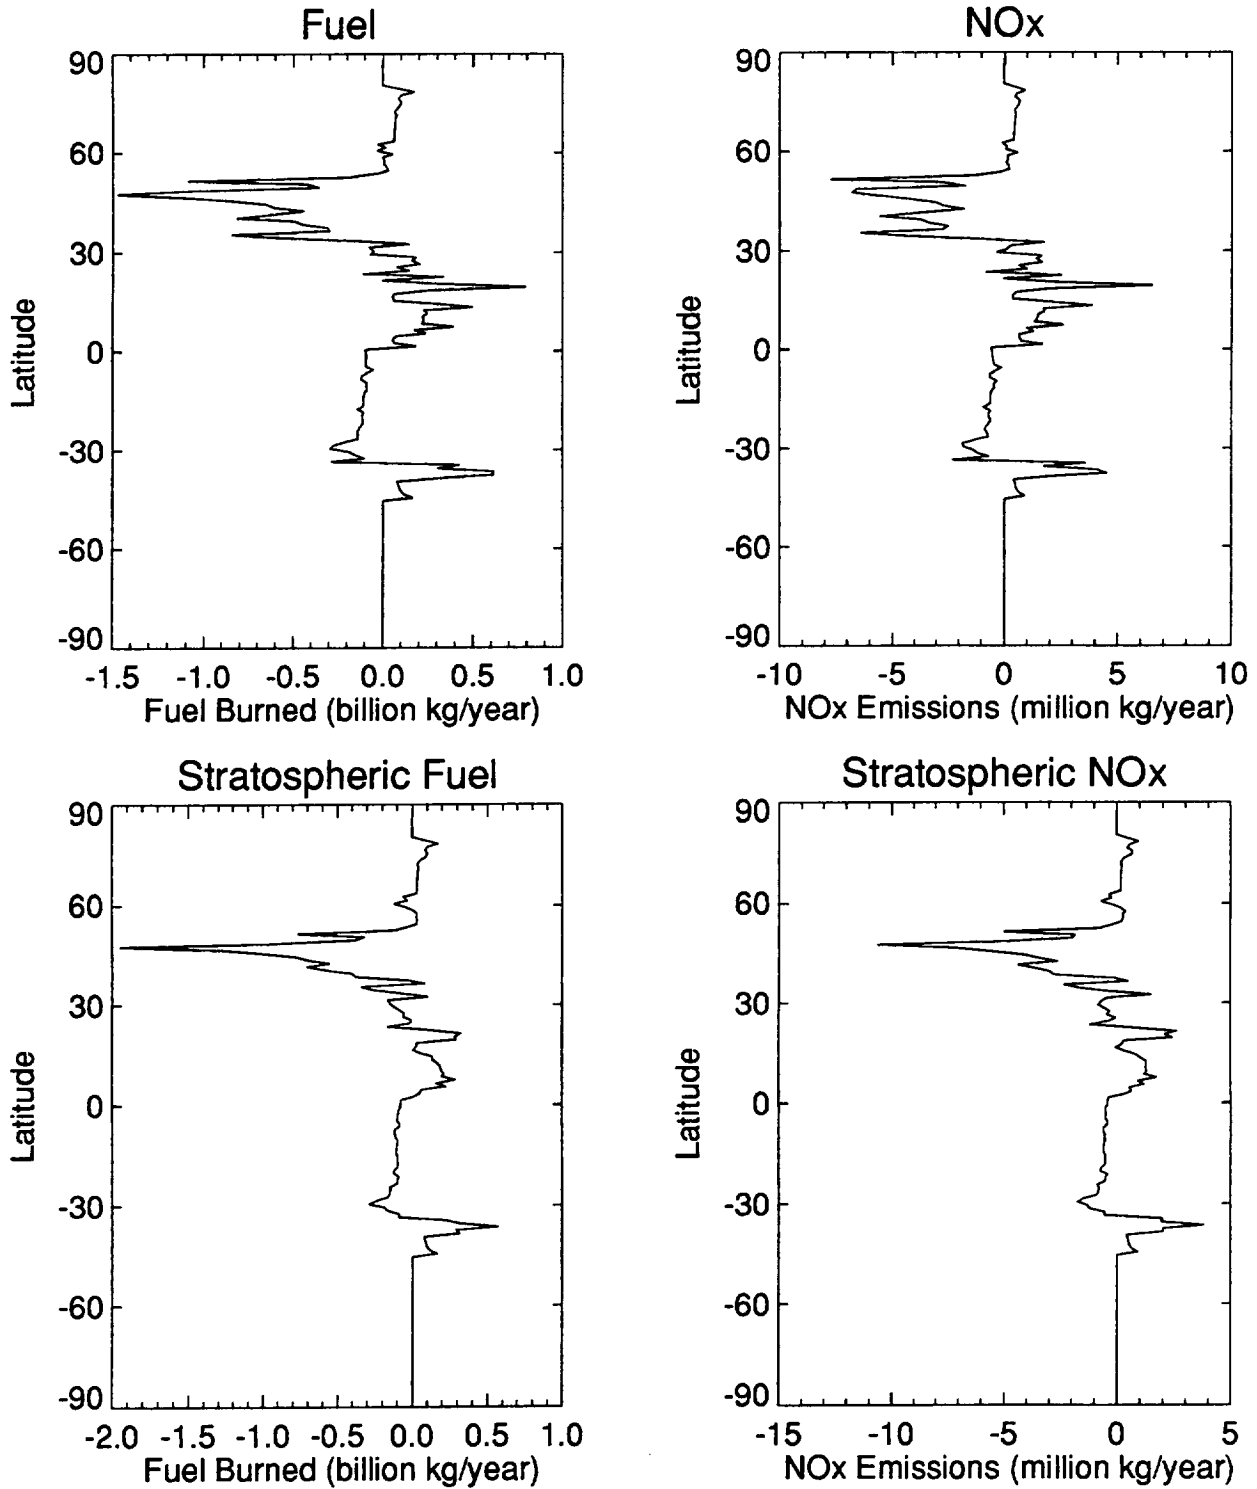 Fuel
90
60
30
0
-30
-60
-90
Latitude
-1.5 -1.0 -0.5 0.0 0.5 1.0
Fuel Burned (billion kg/year)
NOx
90
60
30
0
-30
-60
-90
Latitude
-10 -5 0 5 10
NOx Emissions (million kg/year)
Stratospheric Fuel
90
60
30
0
-30
-60
-90
Latitude
-2.0 -1.5 -1.0 -0.5 0.0 0.5 1.0
Fuel Burned (billion kg/year)
Stratospheric NOx
90
60
30
0
-30
-60
-90
Latitude
-15 -10 -5 0 5
NOx Emissions (million kg/year)